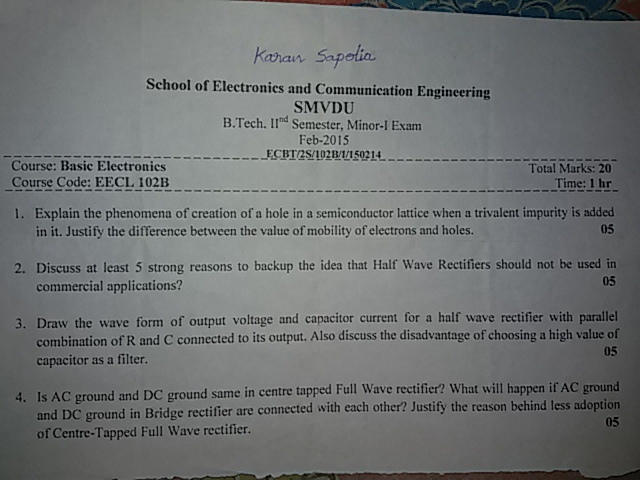 Karan Sapolia
School of Electronics and Communication Engineering
SMVDU
B.Tech. IInd Semester, Minor-I Exam
Feb-2015
ECBT/2S/102B/1/150214
Course: Basic Electronics Total Marks: 20
Course Code: EECL 102B Time: 1 hr
1. Explain the phenomena of creation of a hole in a semiconductor lattice when a trivalent impurity is added
in it. Justify the difference between the value of mobility of electrons and holes. 05
2. Discuss at least 5 strong reasons to backup the idea that Half Wave Rectifiers should not be used in
commercial applications? 05
3. Draw the wave form of output voltage and capacitor current for a half wave rectifier with parallel
combination of R and C connected to its output. Also discuss the disadvantage of choosing a high value of
capacitor as a filter. 05
4. Is AC ground and DC ground same in centre tapped Full Wave rectifier? What will happen if AC ground
and DC ground in Bridge rectifier are connected with each other? Justify the reason behind less adoption
of Centre-Tapped Full Wave rectifier. 05